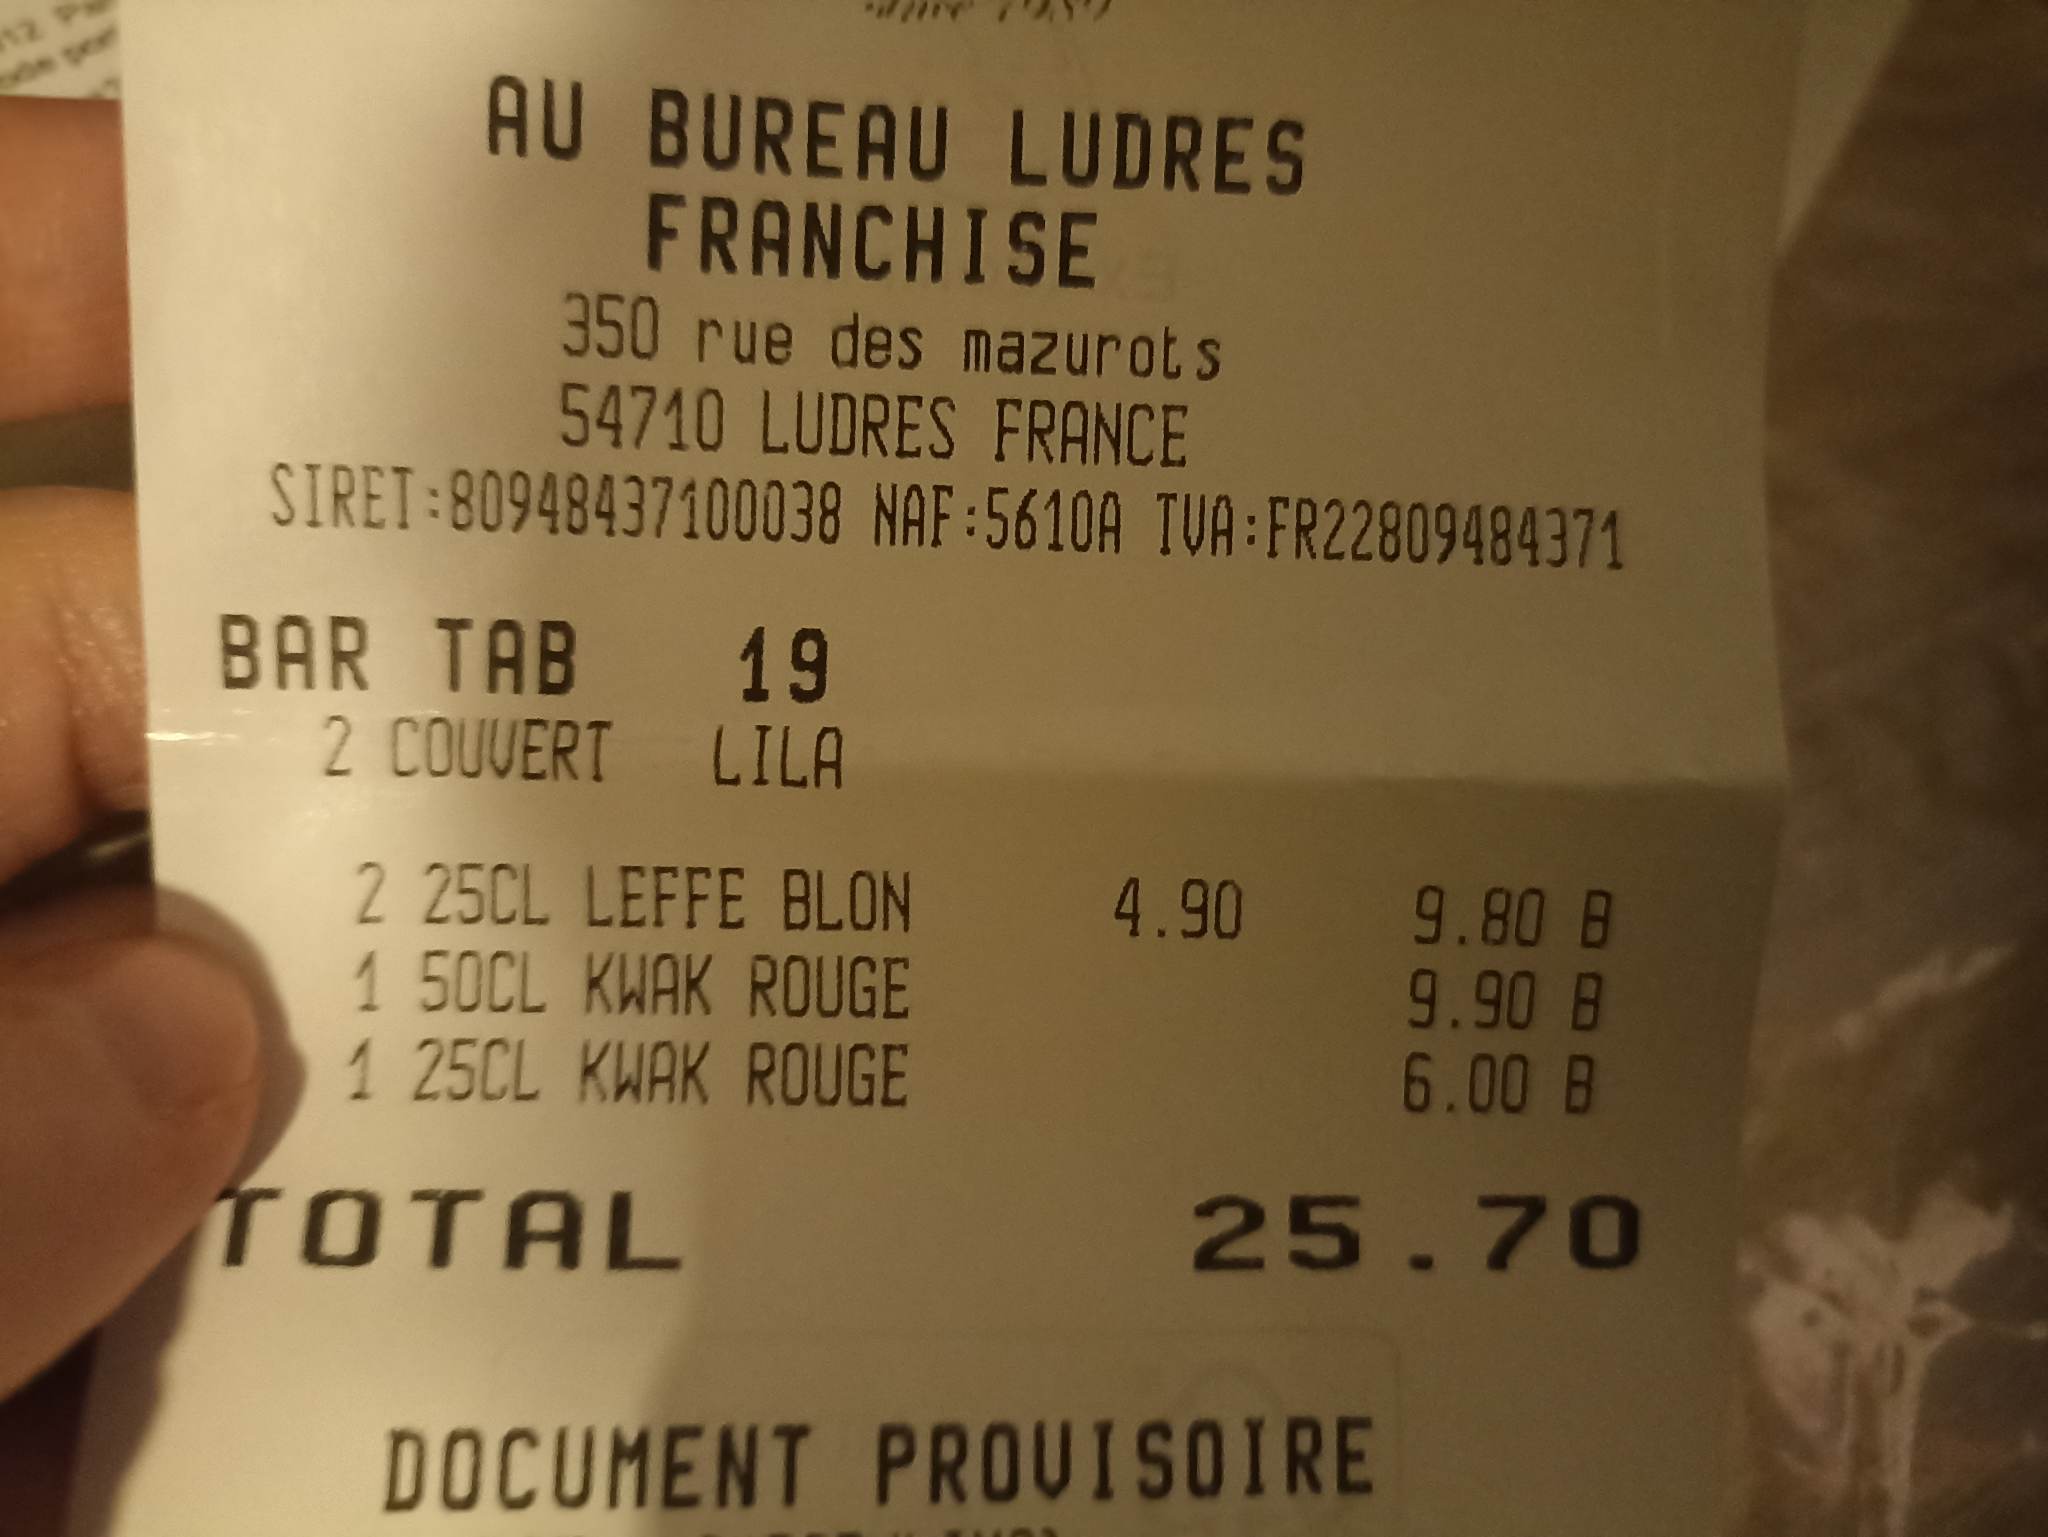 AU BUREAU LUDRES
FRANCHISE
350 rue des mazurots
54710 LUDRES FRANCE
SIRET:80948437100038 NAF:5610A TVA:FR22809484371
BAR TAB 19
2 COUVERT LILA
2 25CL LEFFE BLON 4.90 9.80 B
1 50CL KWAK ROUGE 9.90 B
1 25CL KWAK ROUGE 6.00 B
TOTAL 25.70
DOCUMENT PROVISOIRE